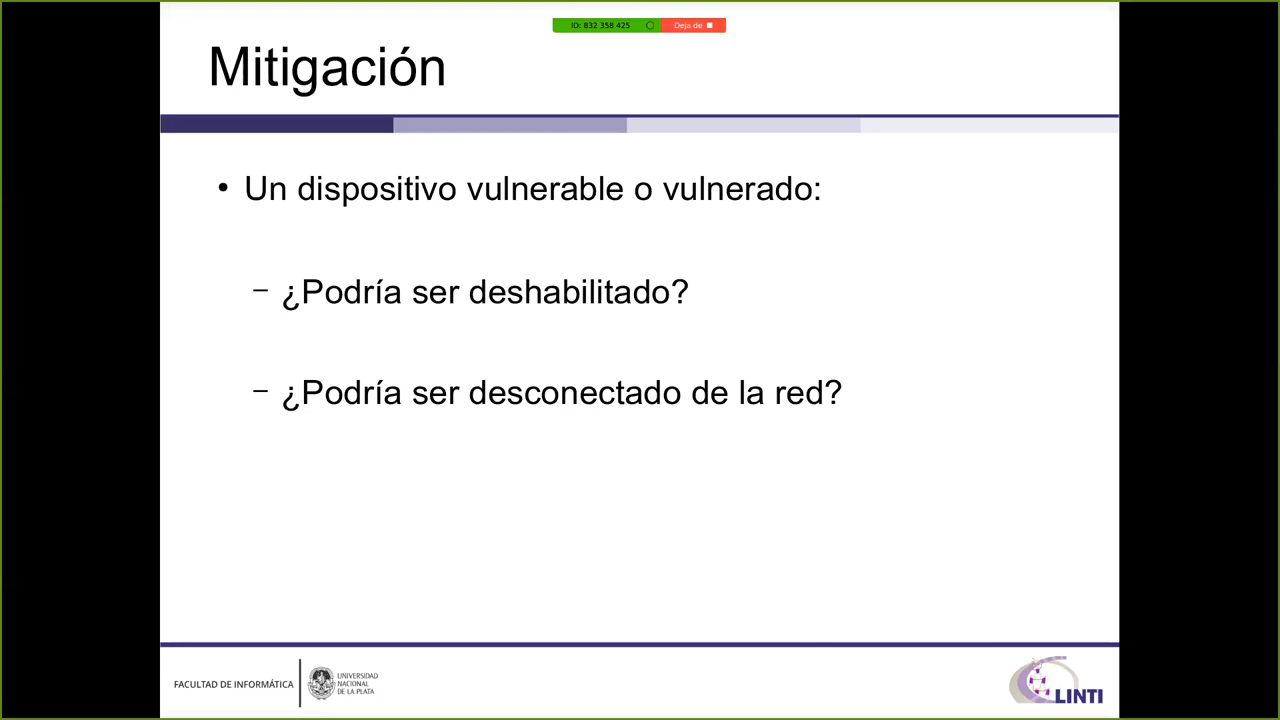 ID: 832 358 425 Deja de
Mitigación
• Un dispositivo vulnerable o vulnerado:
– ¿Podría ser deshabilitado?
– ¿Podría ser desconectado de la red?
FACULTAD DE INFORMÁTICA
UNIVERSIDAD
NACIONAL
DE LA PLATA
LINTI